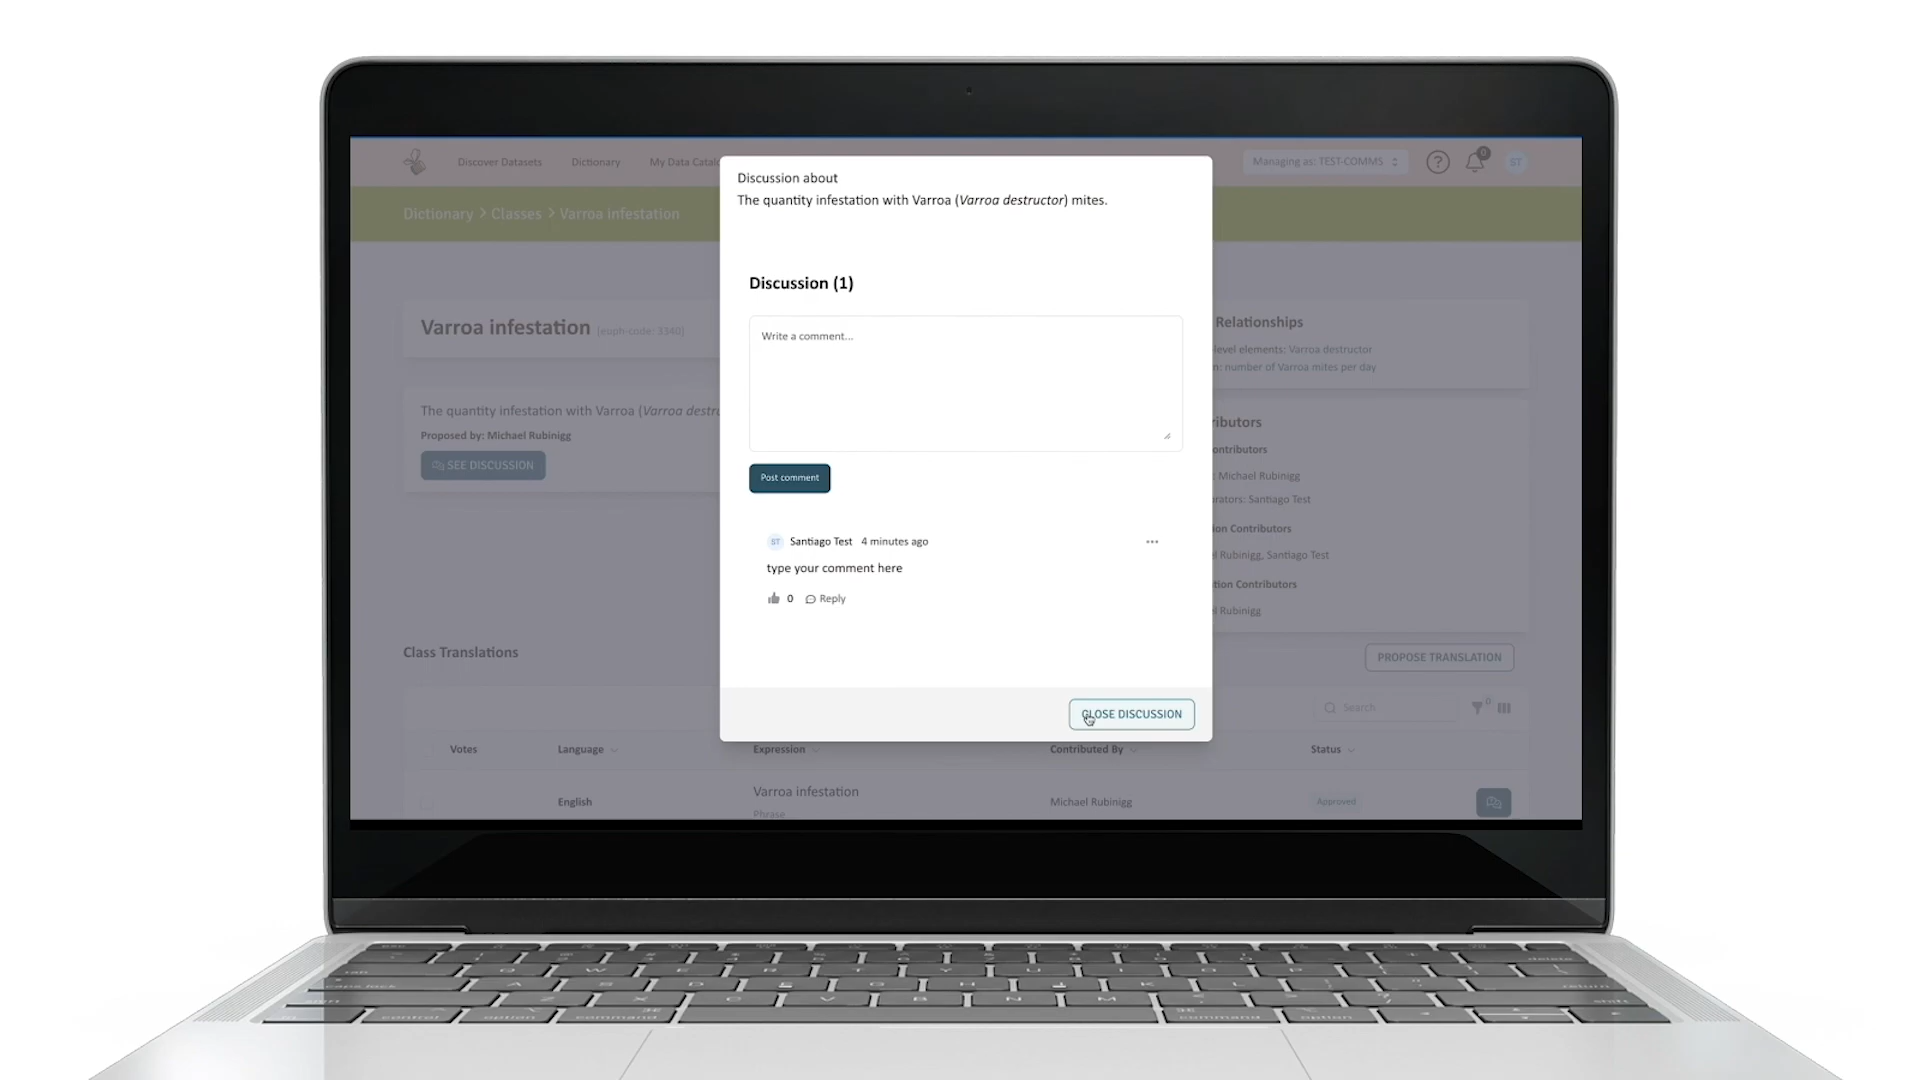 Discover Datasets
Dictionary
My Data Catal
Managing as: TEST-COMMS
?
0
ST
Dictionary > Classes > Varroa infestation
Discussion about
The quantity infestation with Varroa (Varroa destructor) mites.
Discussion (1)
Write a comment...
Post comment
ST Santiago Test 4 minutes ago
type your comment here
0 Reply
CLOSE DISCUSSION
Varroa infestation (euph-code: 3340)
The quantity infestation with Varroa (Varroa destru
Proposed by: Michael Rubinigg
SEE DISCUSSION
Relationships
level elements: Varroa destructor
n: number of Varroa mites per day
ributors
ontributors
: Michael Rubinigg
rators: Santiago Test
ion Contributors
l Rubinigg, Santiago Test
tion Contributors
l Rubinigg
Class Translations
PROPOSE TRANSLATION
Search
0
Votes
Language
Expression
Contributed By
Status
English
Varroa infestation
Phrase
Michael Rubinigg
Approved